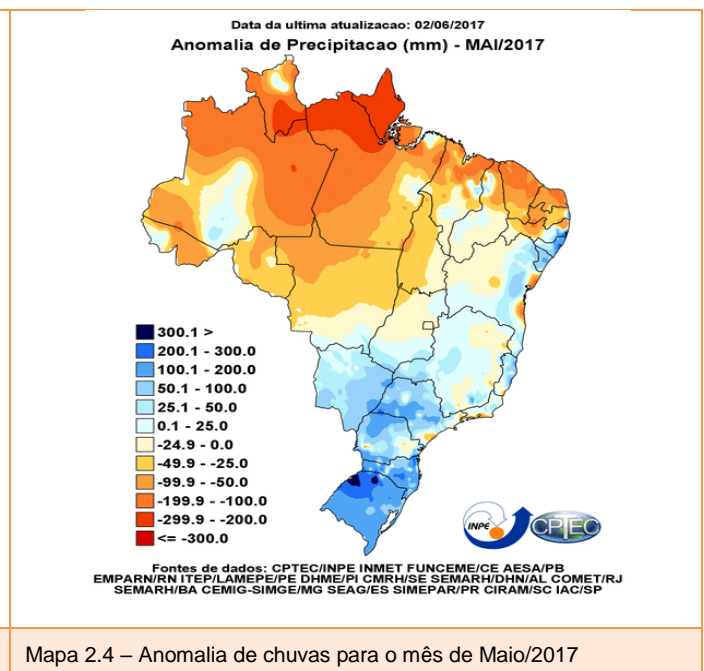 Data da ultima atualizacao: 02/06/2017
Anomalia de Precipitacao (mm) - MAI/2017
300.1 >
200.1 - 300.0
100.1 - 200.0
50.1 - 100.0
25.1 - 50.0
0.1 - 25.0
-24.9 - 0.0
-49.9 - -25.0
-99.9 - -50.0
-199.9 - -100.0
-299.9 - -200.0
<= -300.0
INPE
CPTEC
Fontes de dados: CPTEC/INPE INMET FUNCEME/CE AESA/PB
EMPARN/RN ITEP/LAMEPE/PE DHME/PI CMRH/SE SEMARH/DHN/AL COMET/RJ
SEMARH/BA CEMIG-SIMGE/MG SEAG/ES SIMEPAR/PR CIRAM/SC IAC/SP
Mapa 2.4 – Anomalia de chuvas para o mês de Maio/2017